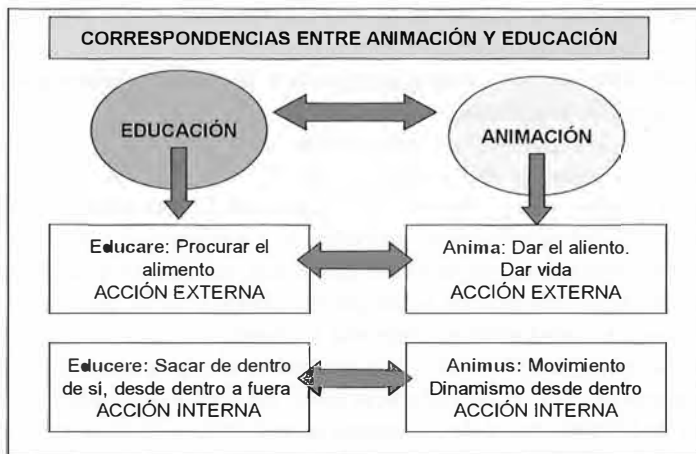 CORRESPONDENCIAS ENTRE ANIMACIÓN Y EDUCACIÓN
EDUCACIÓN
ANIMACIÓN
Educare: Procurar el
alimento
ACCIÓN EXTERNA
Anima: Dar el aliento.
Dar vida
ACCIÓN EXTERNA
Educere: Sacar de dentro
de sí, desde dentro a fuera
ACCIÓN INTERNA
Animus: Movimiento
Dinamismo desde dentro
ACCIÓN INTERNA